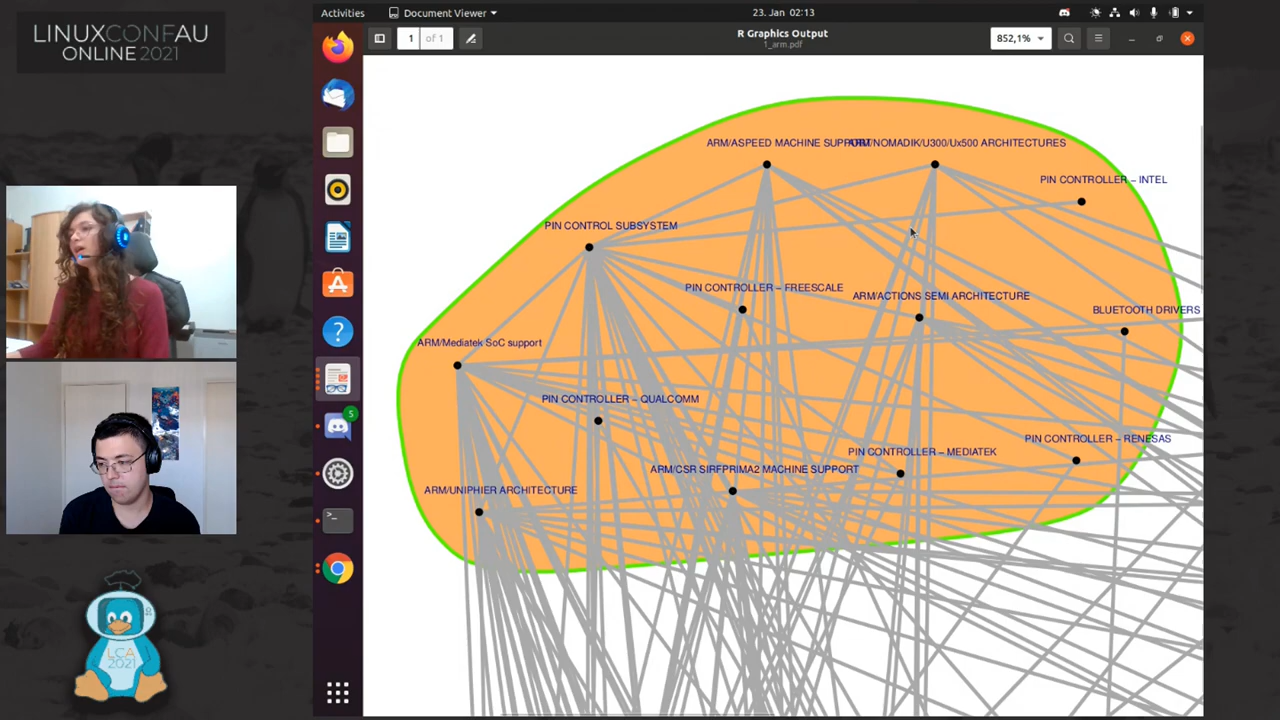 LINUXCONFAU
ONLINE 2021
Activities
Document Viewer
23. Jan 02:13
1
of 1
R Graphics Output
1_arm.pdf
852,1%
ARM/ASPEED MACHINE SUPPORT
ARM/NOMADIK/U300/Ux500 ARCHITECTURES
PIN CONTROLLER – INTEL
PIN CONTROL SUBSYSTEM
PIN CONTROLLER – FREESCALE
ARM/ACTIONS SEMI ARCHITECTURE
BLUETOOTH DRIVERS
ARM/Mediatek SoC support
PIN CONTROLLER – QUALCOMM
PIN CONTROLLER – RENESAS
PIN CONTROLLER – MEDIATEK
ARM/CSR SIRFPRIMA2 MACHINE SUPPORT
ARM/UNIPHIER ARCHITECTURE
5
?
>_
LCA
2021